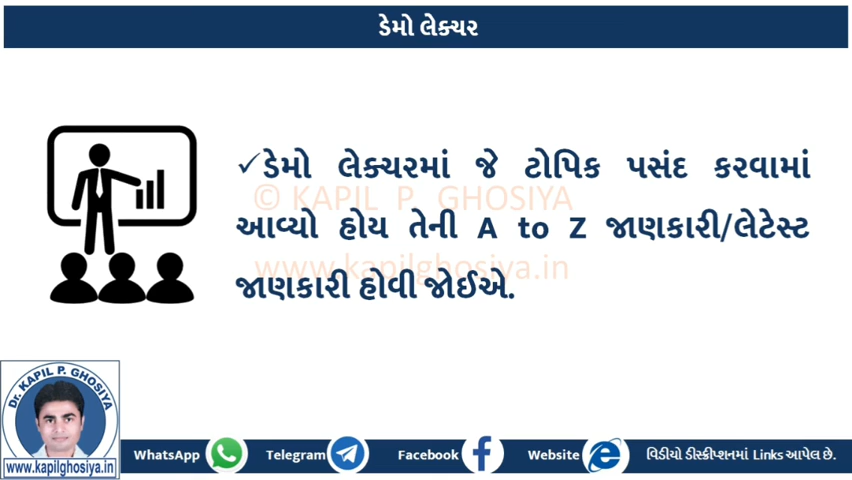 ડેમો લેક્ચર
✓ડેમો લેક્ચરમાં જે ટોપિક પસંદ કરવામાં
© KAPIL P. GHOSIYA
આવ્યો હોય તેની A to Z જાણકારી/લેટેસ્ટ
www.kapilghosiya.in
જાણકારી હોવી જોઈએ.
Dr. KAPIL P. GHOSIYA
www.kapilghosiya.in
WhatsApp Telegram Facebook Website વિડીયો ડીસ્ક્રીપ્શનમાં Links આપેલ છે.